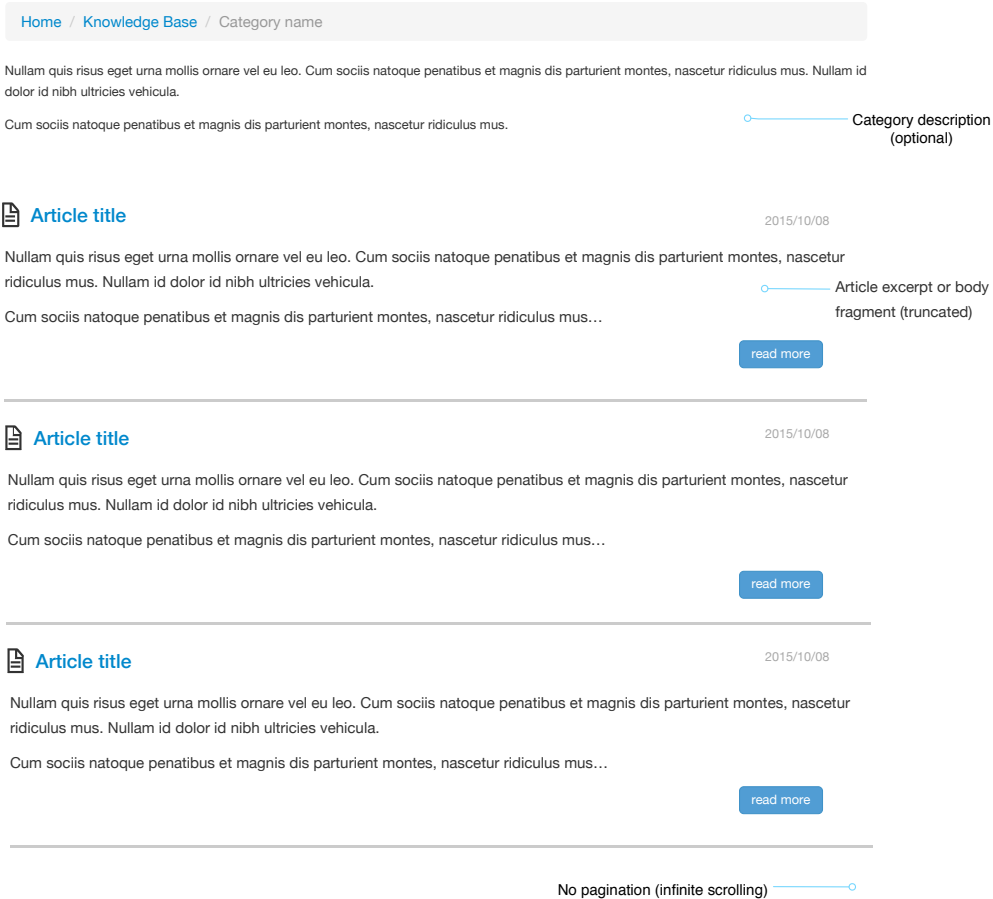 Home / Knowledge Base / Category name
Nullam quis risus eget urna mollis ornare vel eu leo. Cum sociis natoque penatibus et magnis dis parturient montes, nascetur ridiculus mus. Nullam id
dolor id nibh ultricies vehicula.
Cum sociis natoque penatibus et magnis dis parturient montes, nascetur ridiculus mus.
Category description
(optional)
Article title
2015/10/08
Nullam quis risus eget urna mollis ornare vel eu leo. Cum sociis natoque penatibus et magnis dis parturient montes, nascetur
ridiculus mus. Nullam id dolor id nibh ultricies vehicula.
Cum sociis natoque penatibus et magnis dis parturient montes, nascetur ridiculus mus…
Article excerpt or body
fragment (truncated)
read more
Article title
2015/10/08
Nullam quis risus eget urna mollis ornare vel eu leo. Cum sociis natoque penatibus et magnis dis parturient montes, nascetur
ridiculus mus. Nullam id dolor id nibh ultricies vehicula.
Cum sociis natoque penatibus et magnis dis parturient montes, nascetur ridiculus mus…
read more
Article title
2015/10/08
Nullam quis risus eget urna mollis ornare vel eu leo. Cum sociis natoque penatibus et magnis dis parturient montes, nascetur
ridiculus mus. Nullam id dolor id nibh ultricies vehicula.
Cum sociis natoque penatibus et magnis dis parturient montes, nascetur ridiculus mus…
read more
No pagination (infinite scrolling)